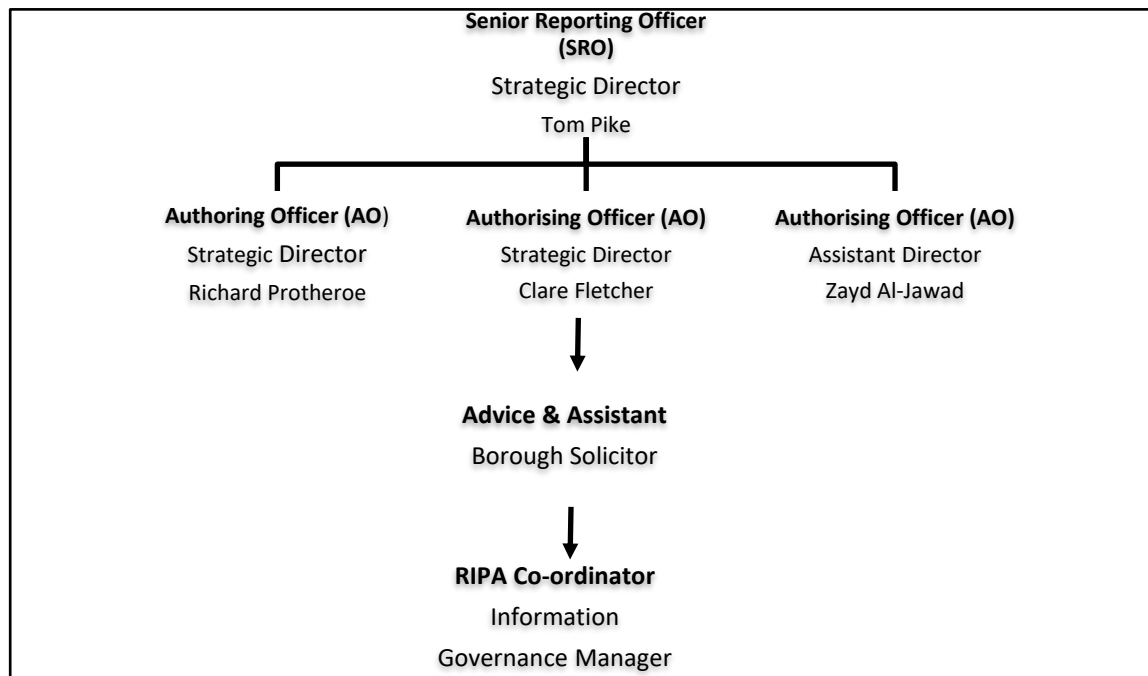 Senior Reporting Officer
(SRO)
Strategic Director
Tom Pike
Authoring Officer (AO)
Strategic Director
Richard Protheroe
Authorising Officer (AO)
Strategic Director
Clare Fletcher
Authorising Officer (AO)
Assistant Director
Zayd Al-Jawad
Advice & Assistant
Borough Solicitor
RIPA Co-ordinator
Information
Governance Manager